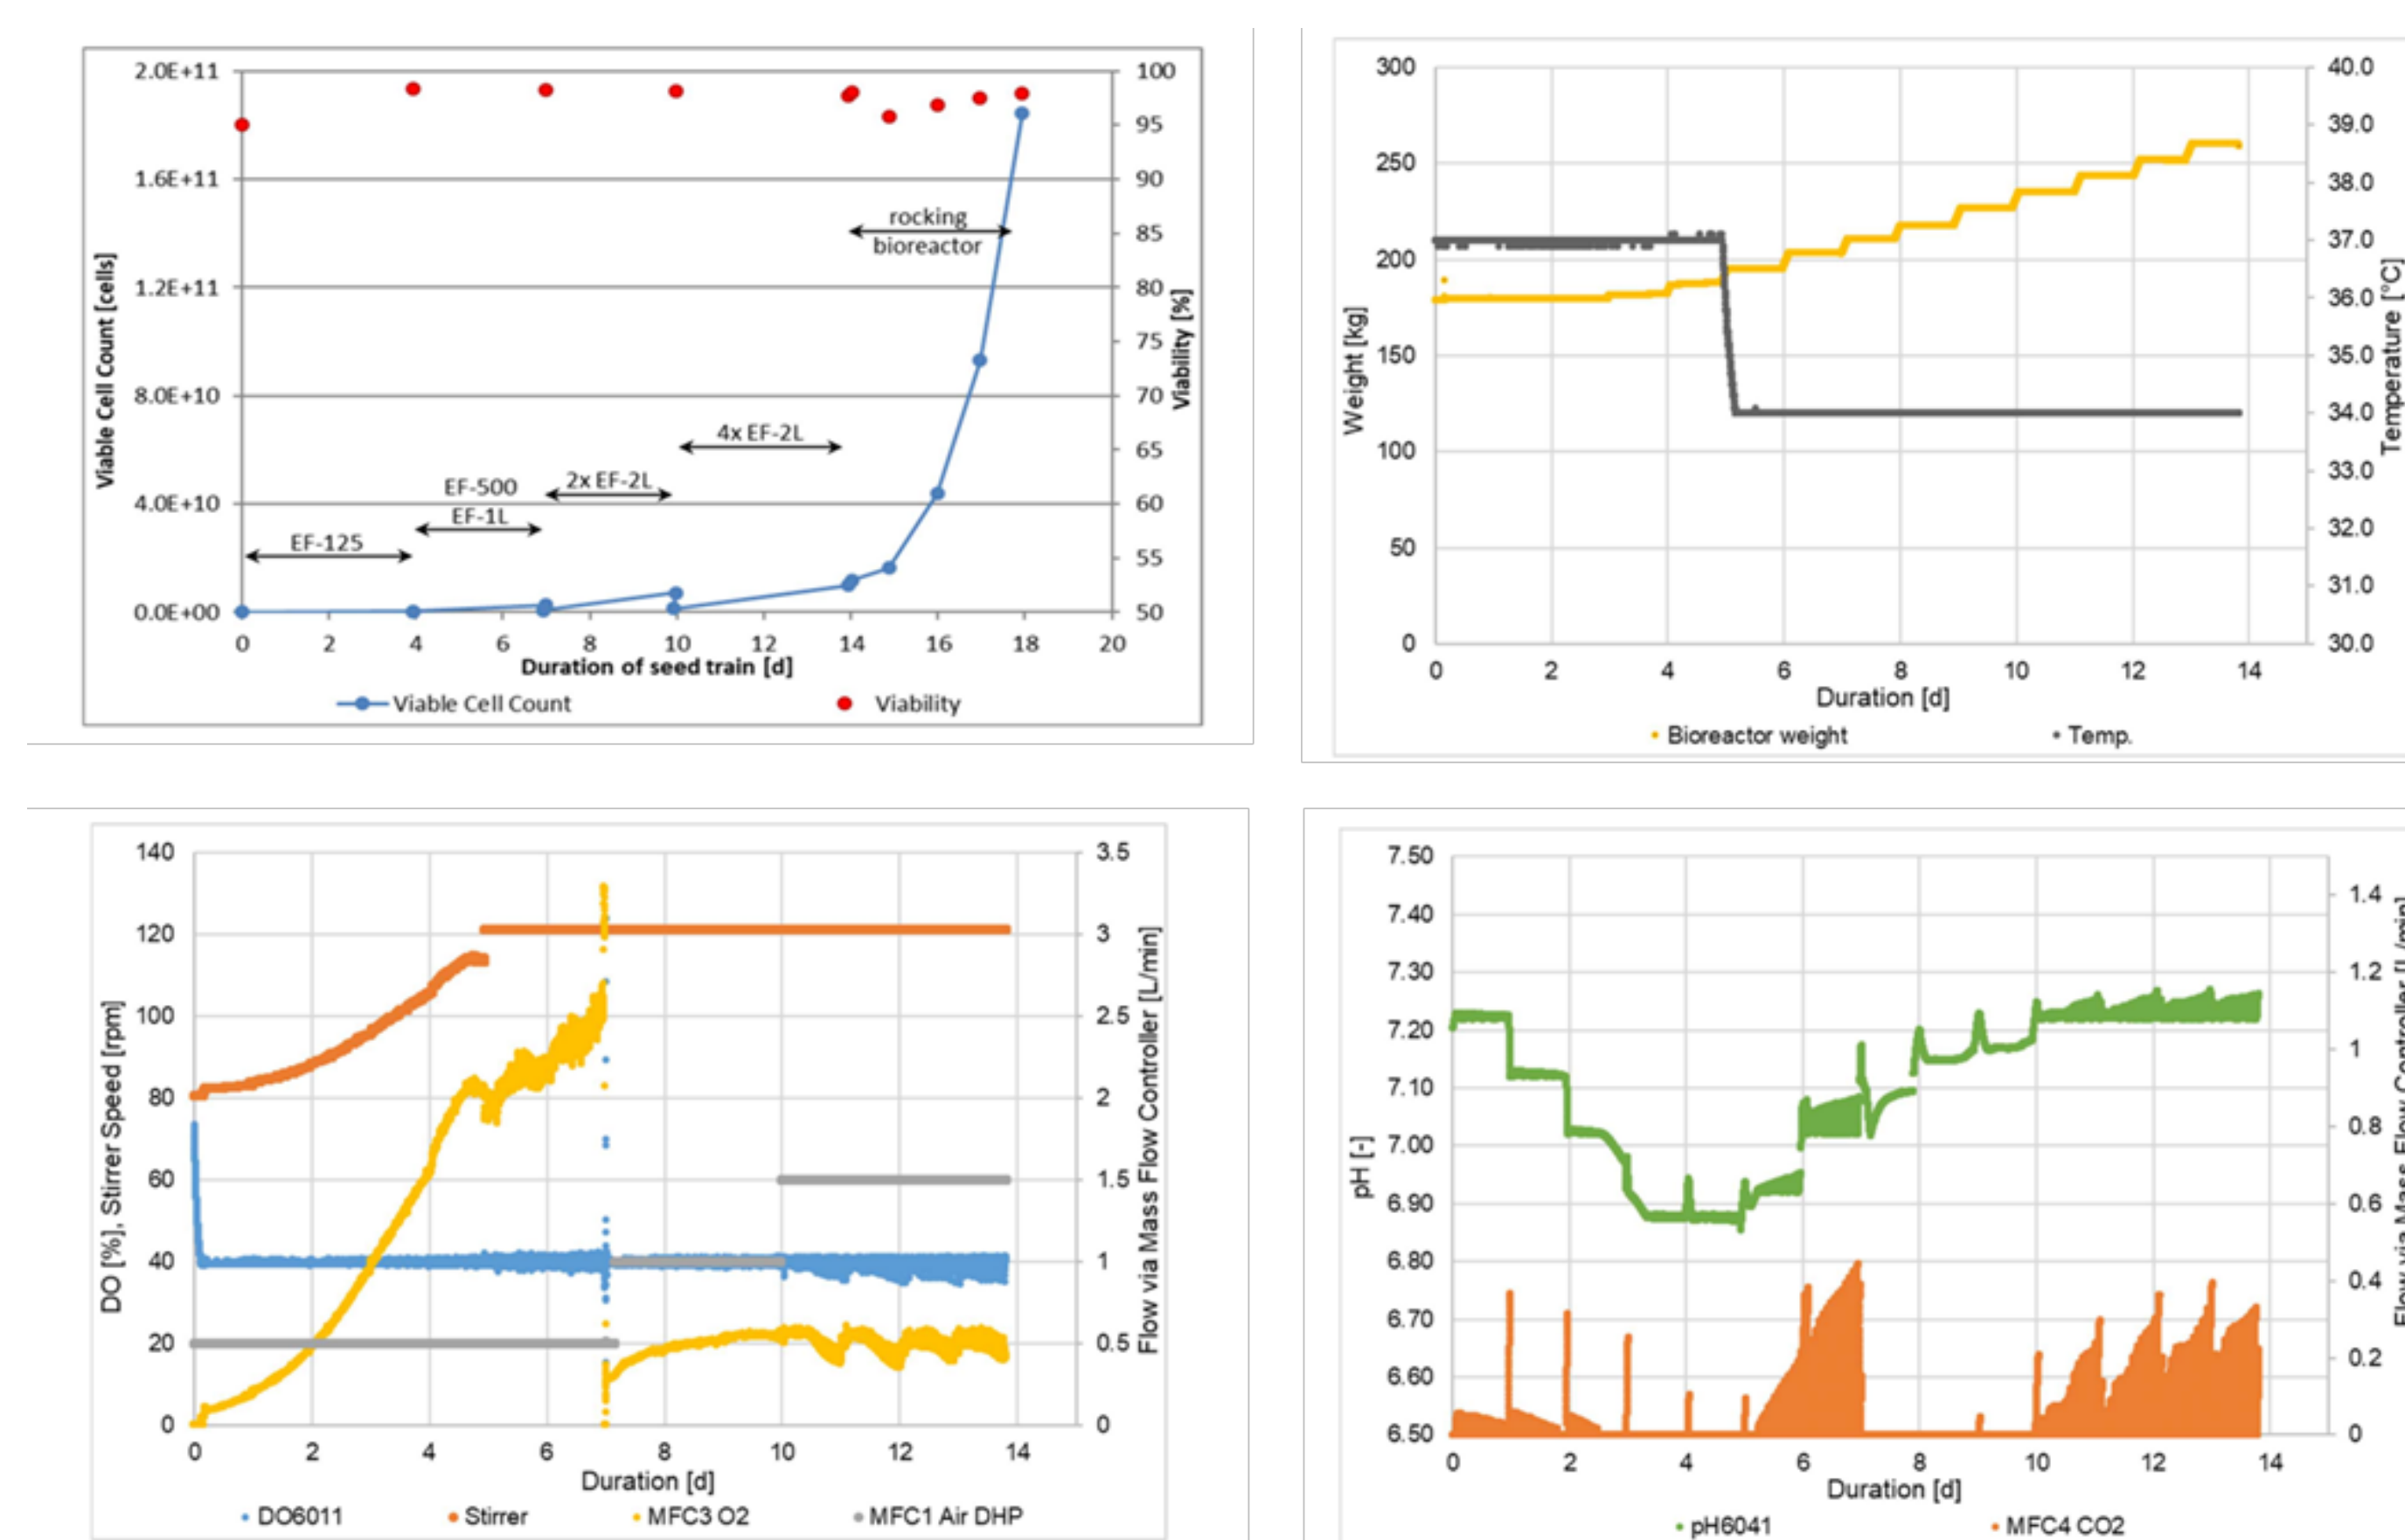 2.0E+11
1.6E+11
1.2E+11
8.0E+10
4.0E+10
0.0E+00
Viable Cell Count [cells]
100
95
90
85
80
75
70
65
60
55
50
Viability [%]
rocking
bioreactor
4x EF-2L
EF-500
2x EF-2L
EF-1L
EF-125
0 2 4 6 8 10 12 14 16 18 20
Duration of seed train [d]
Viable Cell Count Viability
300
250
200
150
100
50
0
Weight [kg]
40.0
39.0
38.0
37.0
36.0
35.0
34.0
33.0
32.0
31.0
30.0
Temperature [°C]
0 2 4 6 8 10 12 14
Duration [d]
Bioreactor weight Temp.
140
120
100
80
60
40
20
0
DO [%], Stirrer Speed [rpm]
3.5
3
2.5
2
1.5
1
0.5
0
Flow via Mass Flow Controller [L/min]
0 2 4 6 8 10 12 14
Duration [d]
DO6011 Stirrer MFC3 O2 MFC1 Air DHP
7.50
7.40
7.30
7.20
7.10
7.00
6.90
6.80
6.70
6.60
6.50
pH [-]
1.4
1.2
1
0.8
0.6
0.4
0.2
0
Flow via Mass Flow Controller [L/min]
0 2 4 6 8 10 12 14
Duration [d]
pH6041 MFC4 CO2